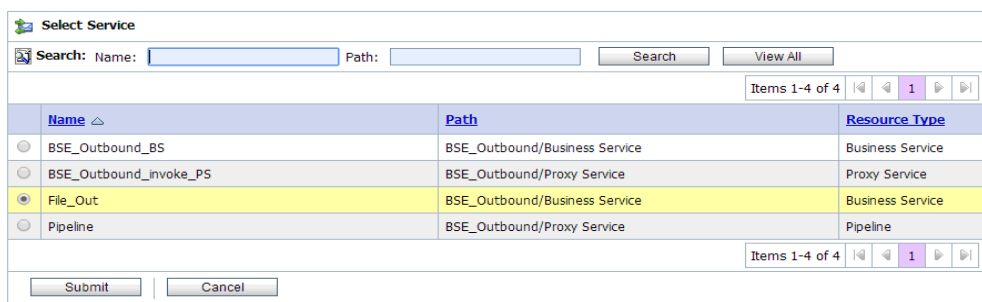 Select Service
Search: Name: Path: Search View All
Items 1-4 of 4 1
Name Path Resource Type
BSE_Outbound_BS BSE_Outbound/Business Service Business Service
BSE_Outbound_invoke_PS BSE_Outbound/Proxy Service Proxy Service
File_Out BSE_Outbound/Business Service Business Service
Pipeline BSE_Outbound/Proxy Service Pipeline
Items 1-4 of 4 1
Submit Cancel